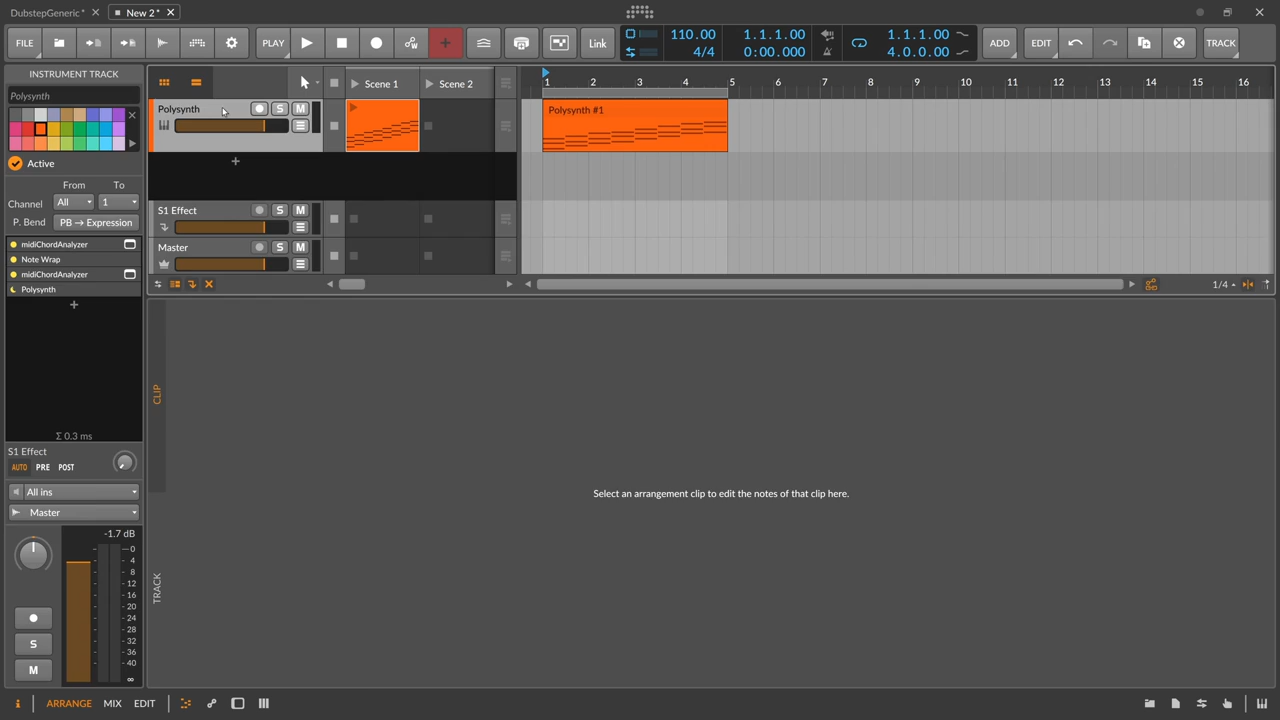 DubstepGeneric *
New 2 *
FILE
PLAY
Link
110.00
4/4
1.1.1.00
0:00.000
1.1.1.00
4.0.0.00
ADD
EDIT
TRACK
INSTRUMENT TRACK
Polysynth
Active
From To
Channel All 1
P. Bend PB → Expression
midiChordAnalyzer
Note Wrap
midiChordAnalyzer
Polysynth
+
Σ 0.3 ms
S1 Effect
AUTO PRE POST
All ins
Master
-1.7 dB
0
4
8
12
16
20
24
28
32
36
40
∞
S
M
Scene 1 Scene 2
Polysynth S M
+
S1 Effect S M
Master S M
1 2 3 4 5 6 7 8 9 10 11 12 13 14 15 16
Polysynth #1
1/4
CLIP
TRACK
Select an arrangement clip to edit the notes of that clip here.
i ARRANGE MIX EDIT